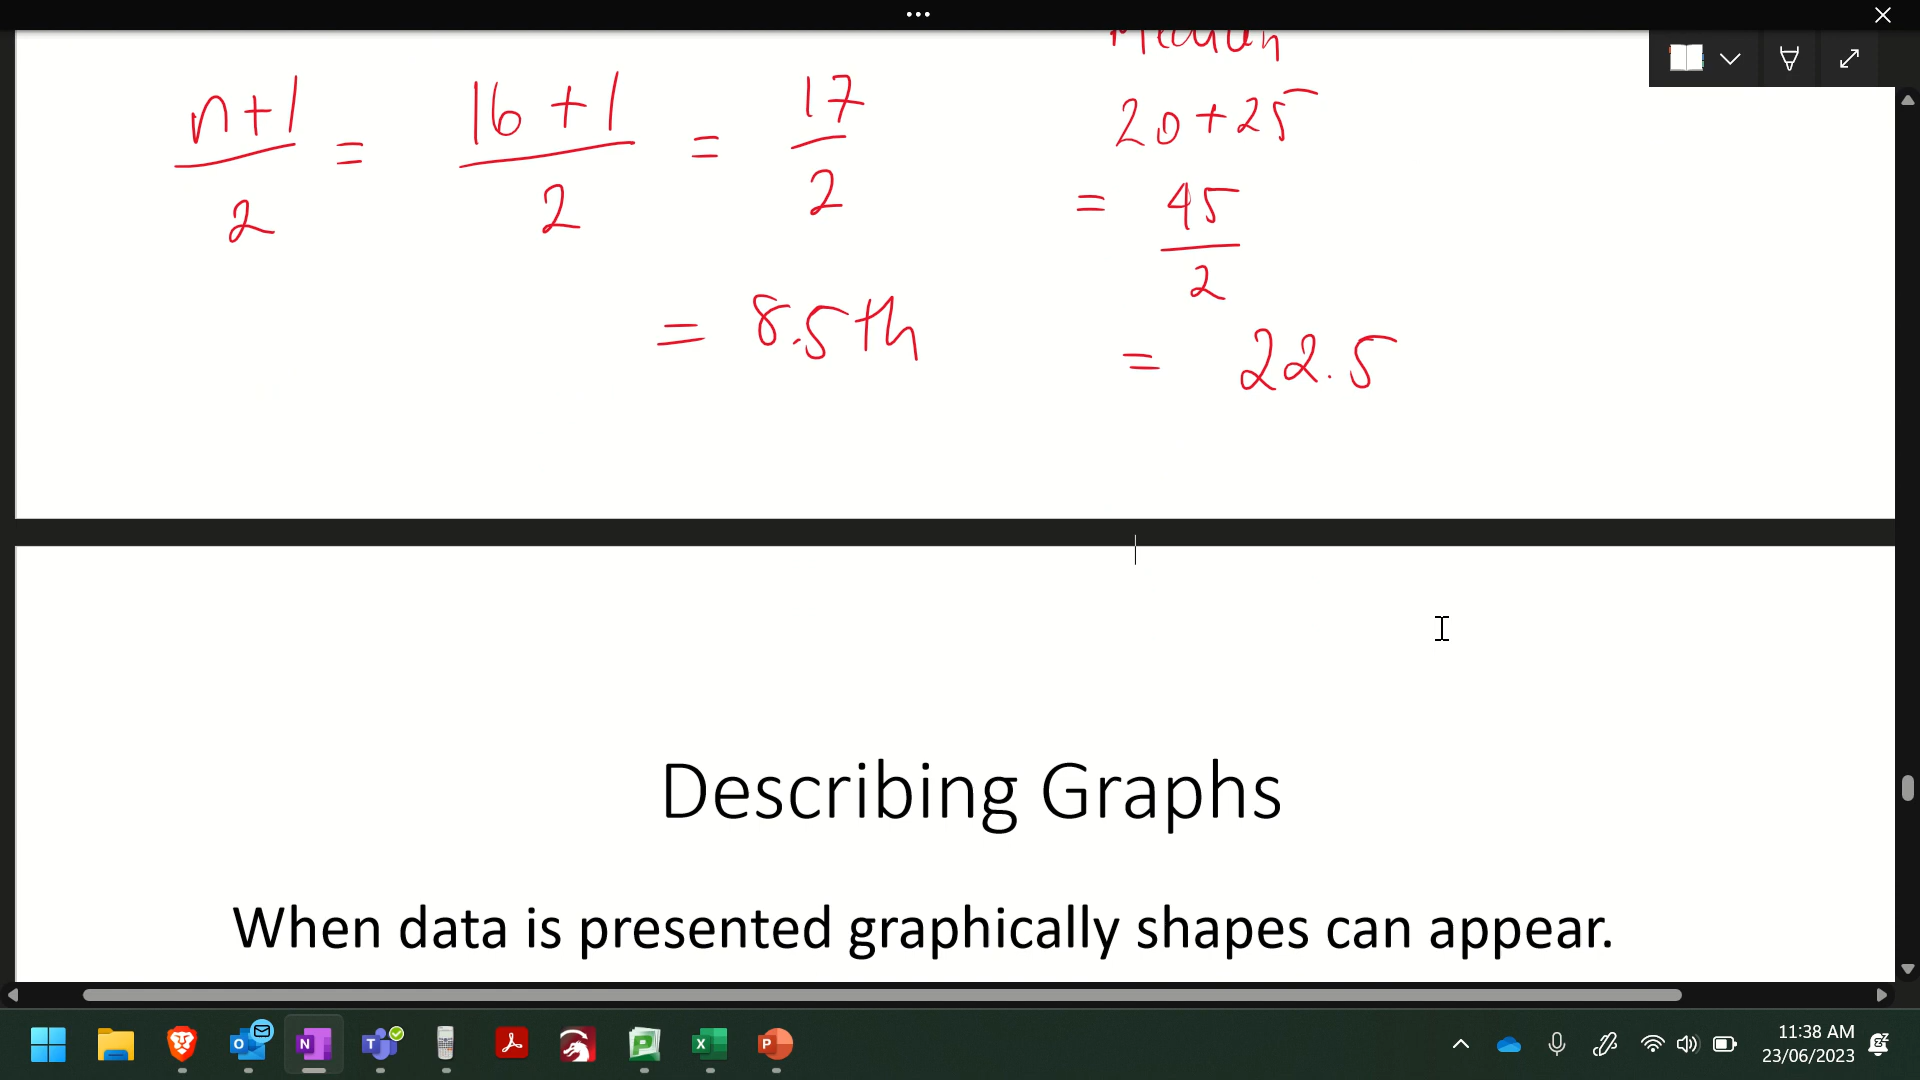 Median
n+1/2 = 16+1/2 = 17/2
= 8.5th
20+25
= 45/2
= 22.5
Describing Graphs
When data is presented graphically shapes can appear.
11:38 AM
23/06/2023